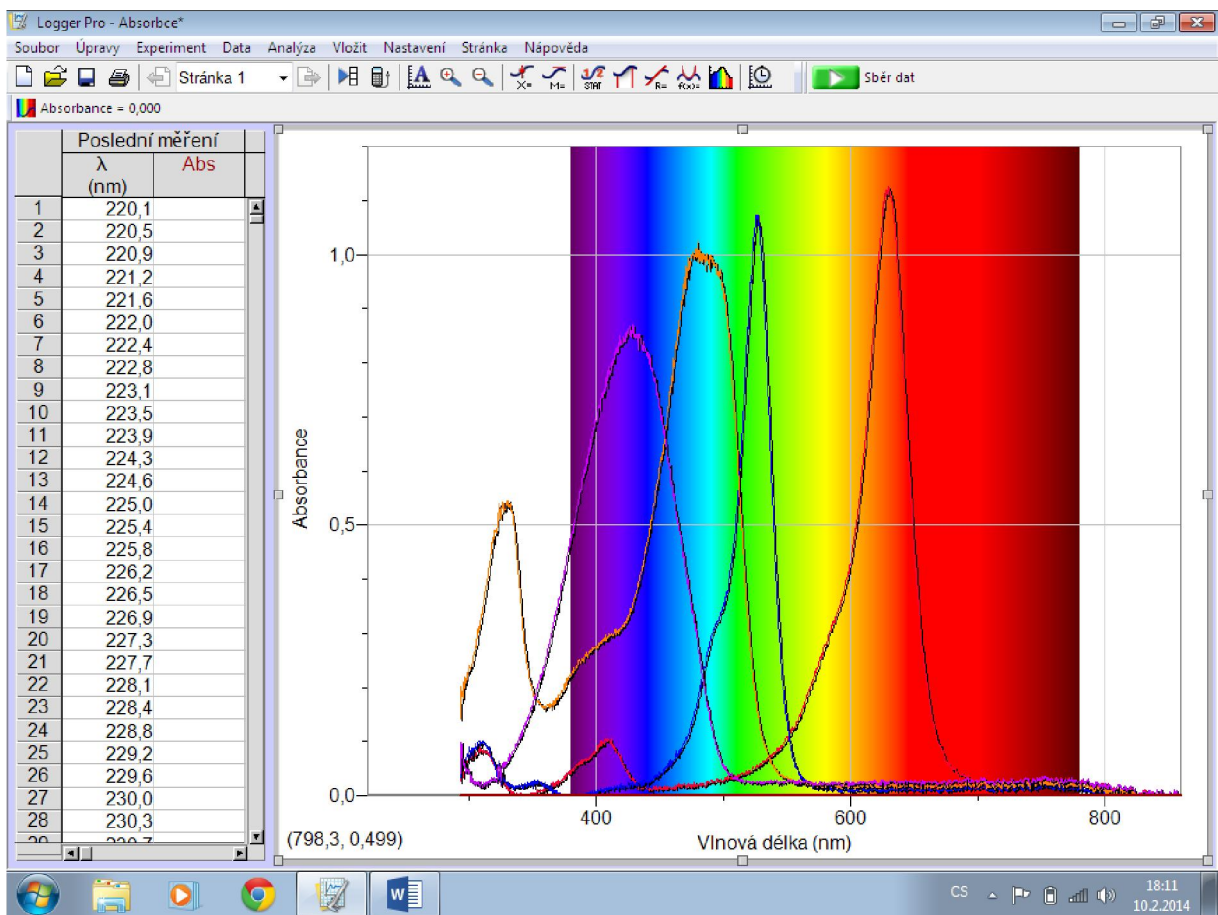 Logger Pro - Absorbce*
Soubor Úpravy Experiment Data Analýza Vložit Nastavení Stránka Nápověda
Stránka 1
X= M= 1/2 STAT R= f(x)= Sběr dat
Absorbance = 0,000
Poslední měření
λ Abs
(nm)
1 220,1
2 220,5
3 220,9
4 221,2
5 221,6
6 222,0
7 222,4
8 222,8
9 223,1
10 223,5
11 223,9
12 224,3
13 224,6
14 225,0
15 225,4
16 225,8
17 226,2
18 226,5
19 226,9
20 227,3
21 227,7
22 228,1
23 228,4
24 228,8
25 229,2
26 229,6
27 230,0
28 230,3
29 230,7
Absorbance
1,0
0,5
0,0
400 600 800
(798,3, 0,499)
Vlnová délka (nm)
W
CS
18:11
10.2.2014